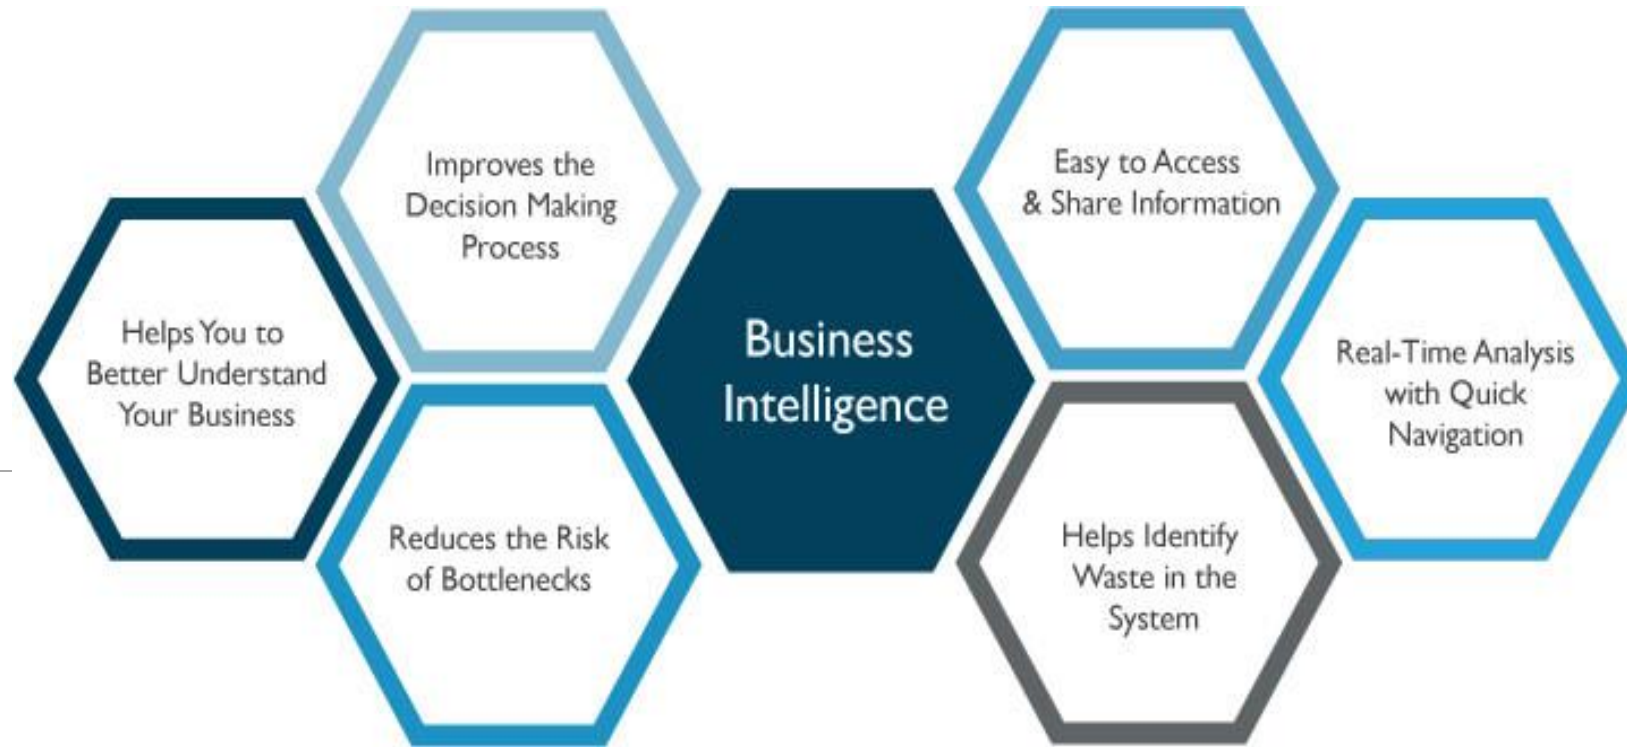 Helps You to
Better Understand
Your Business
Improves the
Decision Making
Process
Reduces the Risk
of Bottlenecks
Business
Intelligence
Easy to Access
& Share Information
Helps Identify
Waste in the
System
Real-Time Analysis
with Quick
Navigation